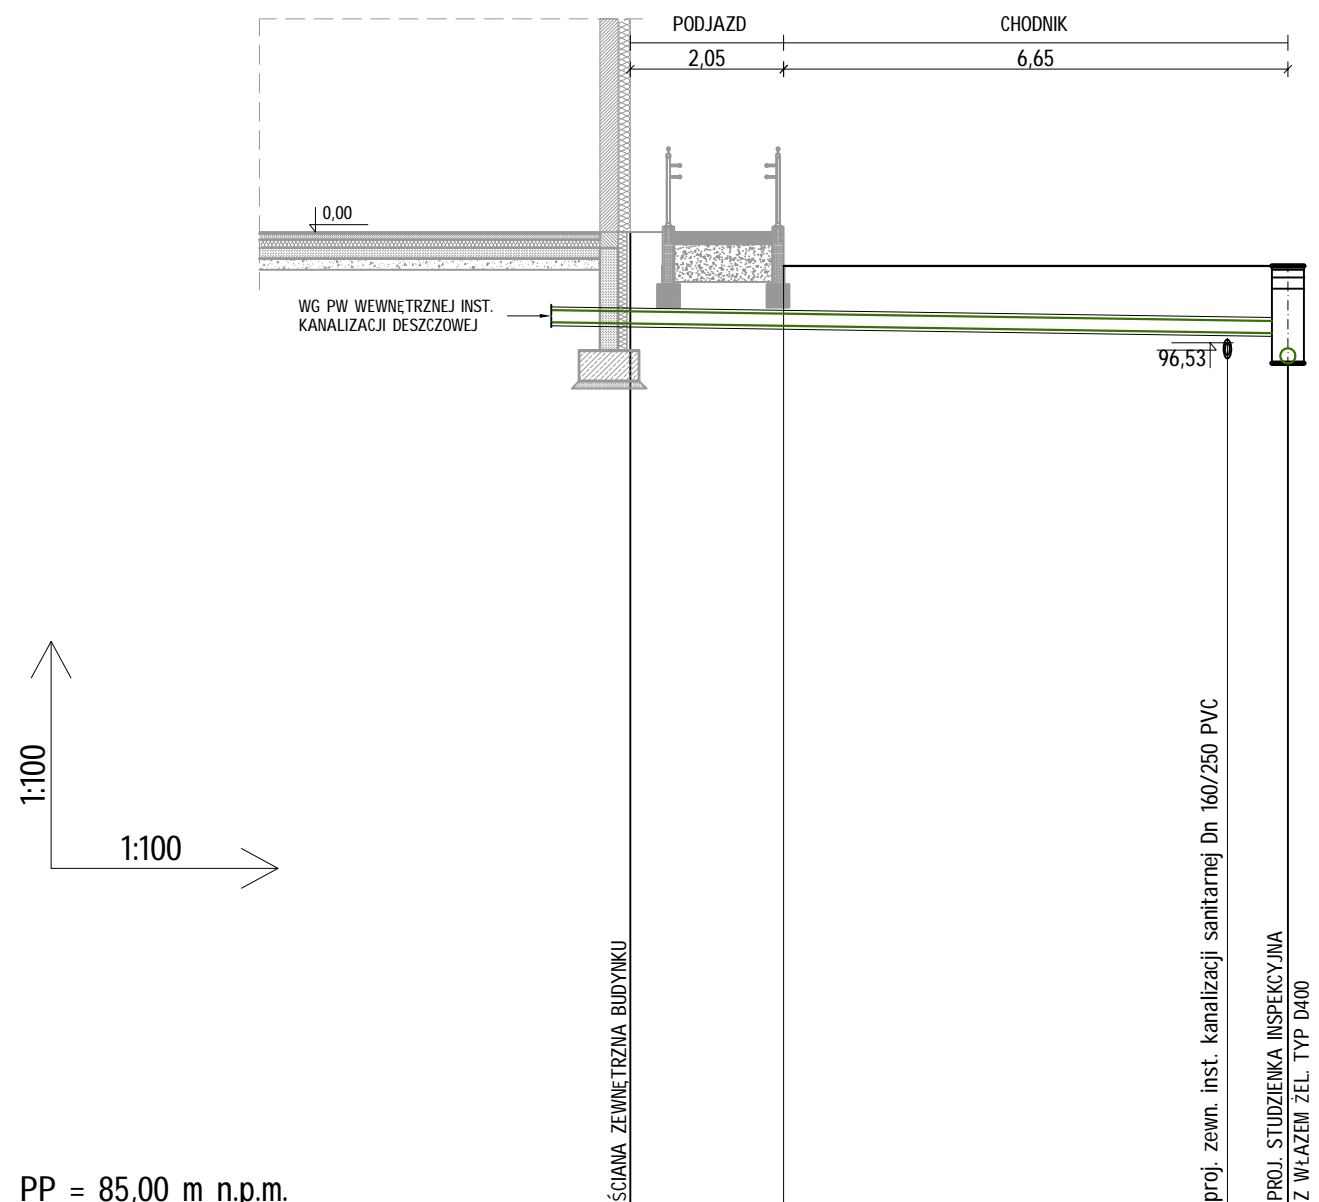 PODJAZD
CHODNIK
2,05
6,65
0,00
WG PW WEWNĘTRZNEJ INST.
KANALIZACJI DESZCZOWEJ
96,53
1:100
1:100
ŚCIANA ZEWNĘTRZNA BUDYNKU
proj. zewn. inst. kanalizacji sanitarnej Dn 160/250 PVC
PROJ. STUDZIENKA INSPEKCYJNA
Z WŁAZEM ŻEL. TYP D400
PP = 85,00 m n.p.m.